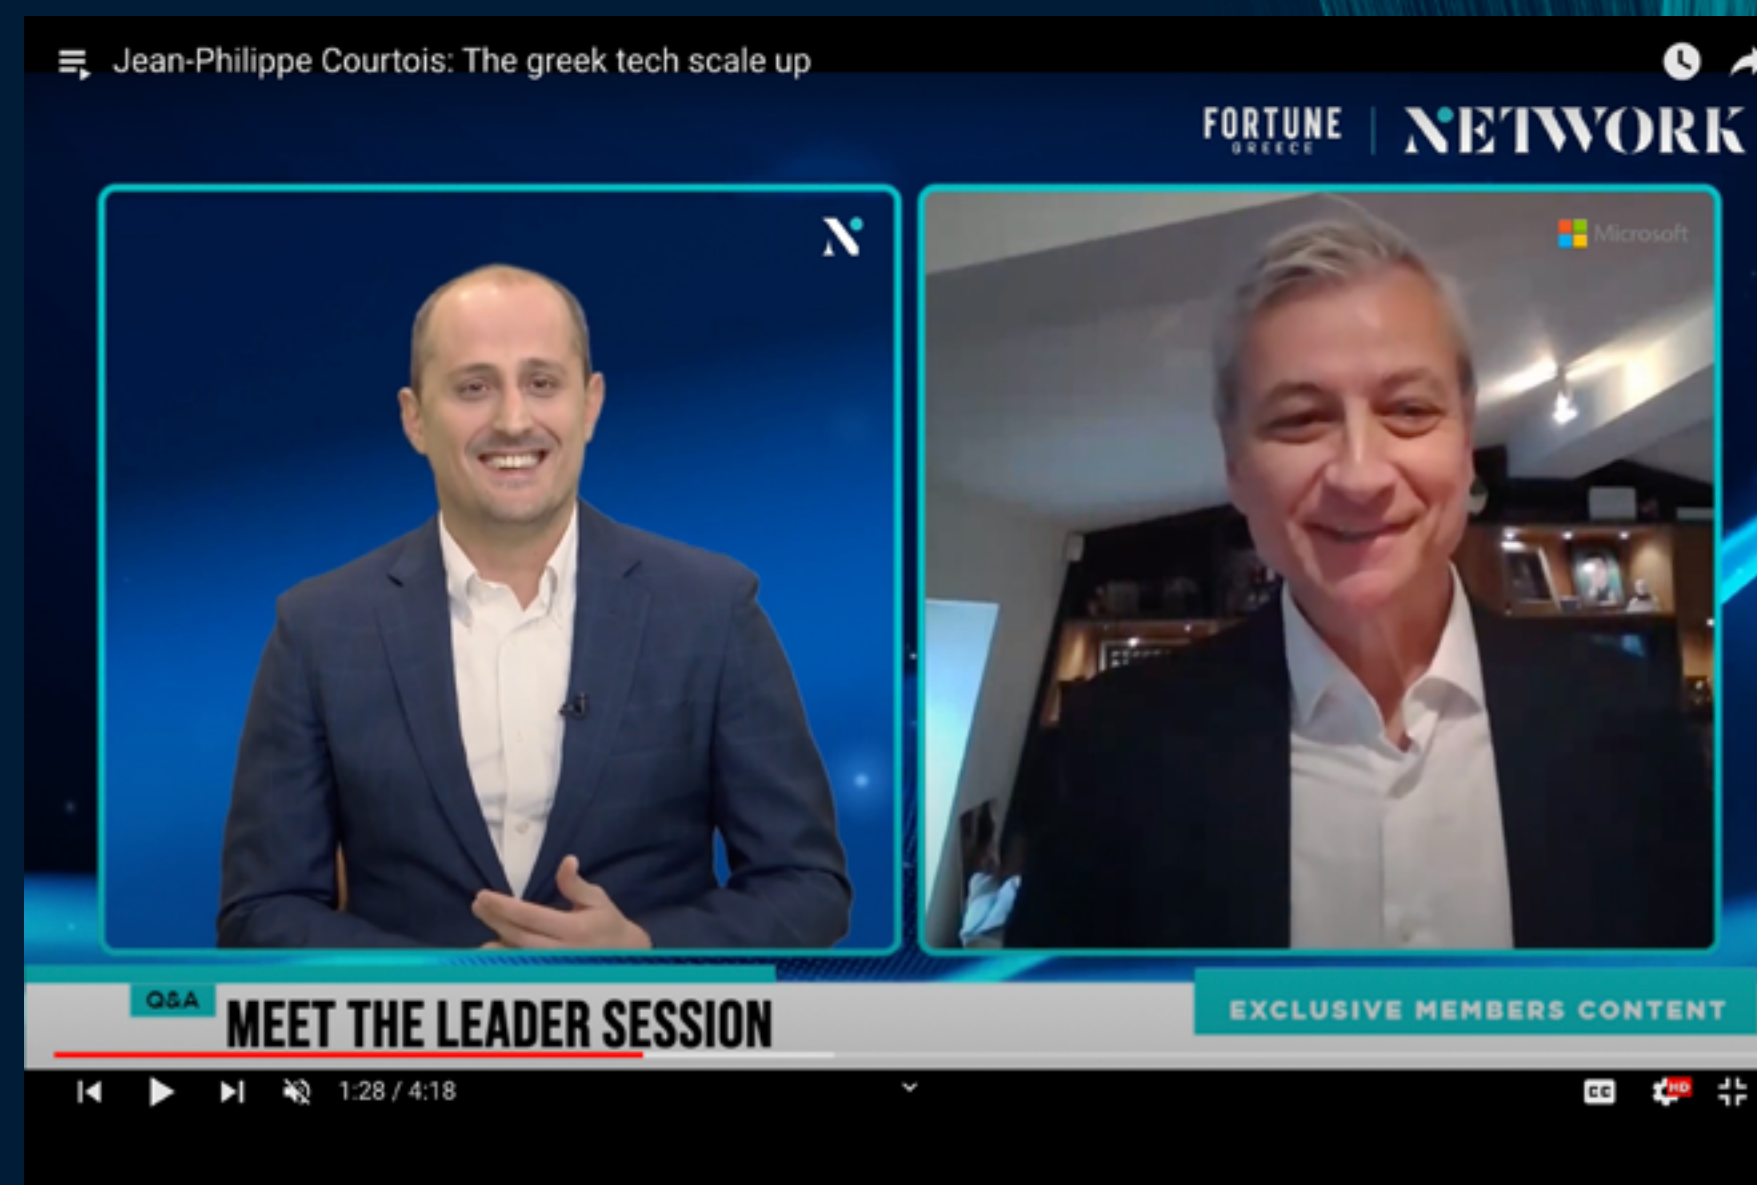 Jean-Philippe Courtois: The greek tech scale up
FORTUNE
GREECE
NETWORK
N
Microsoft
Q&A
MEET THE LEADER SESSION
EXCLUSIVE MEMBERS CONTENT
1:28 / 4:18
CC
HD